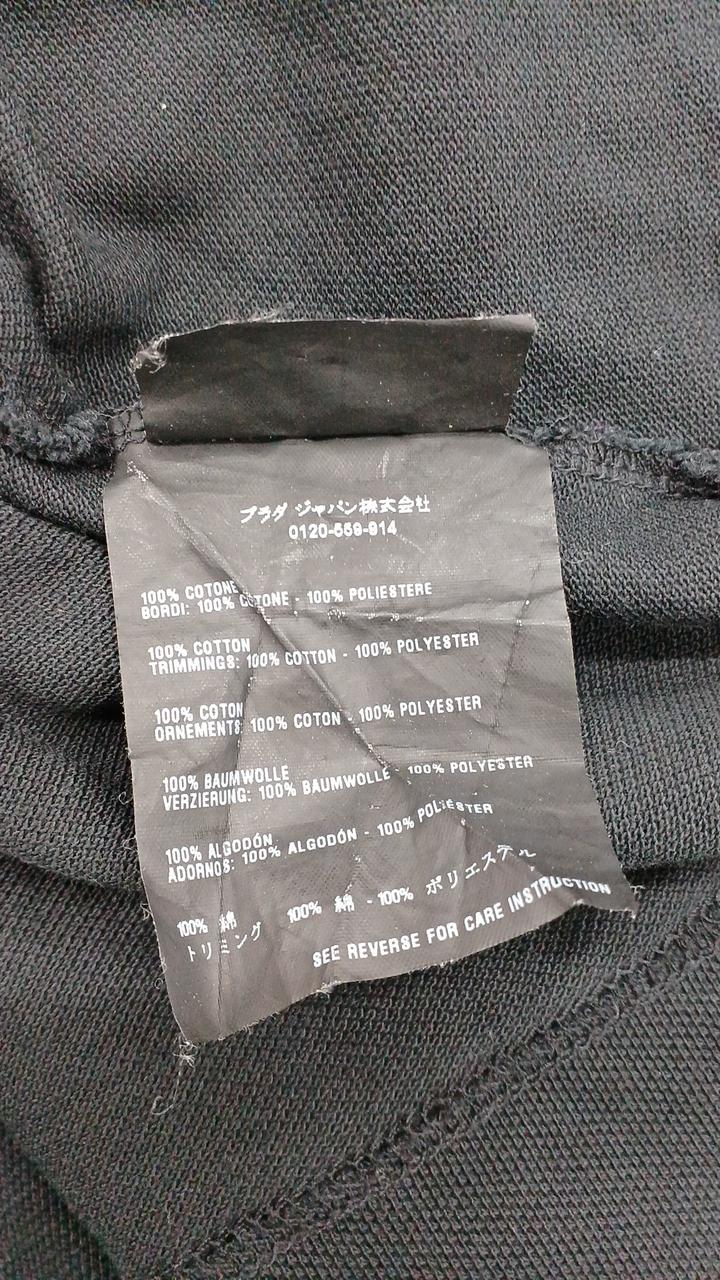 プラダ ジャパン株式会社
0120-559-914
100% COTONE
BORDI: 100% COTONE - 100% POLIESTERE
100% COTTON
TRIMMINGS: 100% COTTON - 100% POLYESTER
100% COTON
ORNEMENTS: 100% COTON - 100% POLYESTER
100% BAUMWOLLE
VERZIERUNG: 100% BAUMWOLLE - 100% POLYESTER
100% ALGODÓN
ADORNOS: 100% ALGODÓN - 100% POLIÉSTER
100% 綿
トリミング 100% 綿 - 100% ポリエステル
SEE REVERSE FOR CARE INSTRUCTION